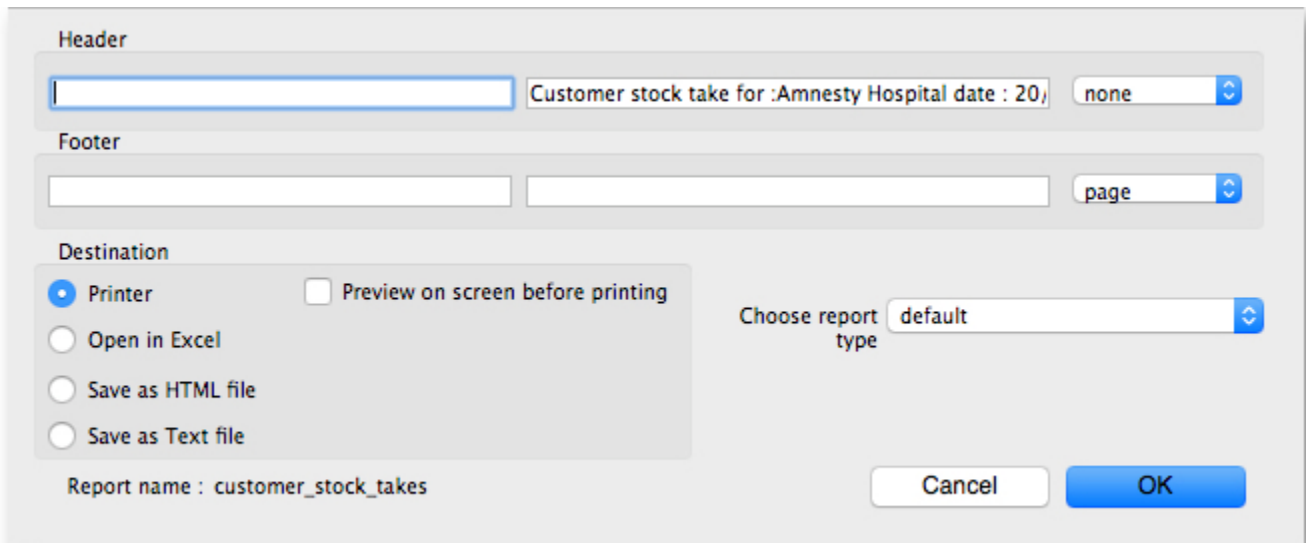 Header
Customer stock take for :Amnesty Hospital date : 20/
none
Footer
page
Destination
Printer
Preview on screen before printing
Open in Excel
Save as HTML file
Save as Text file
Choose report type
default
Report name : customer_stock_takes
Cancel
OK